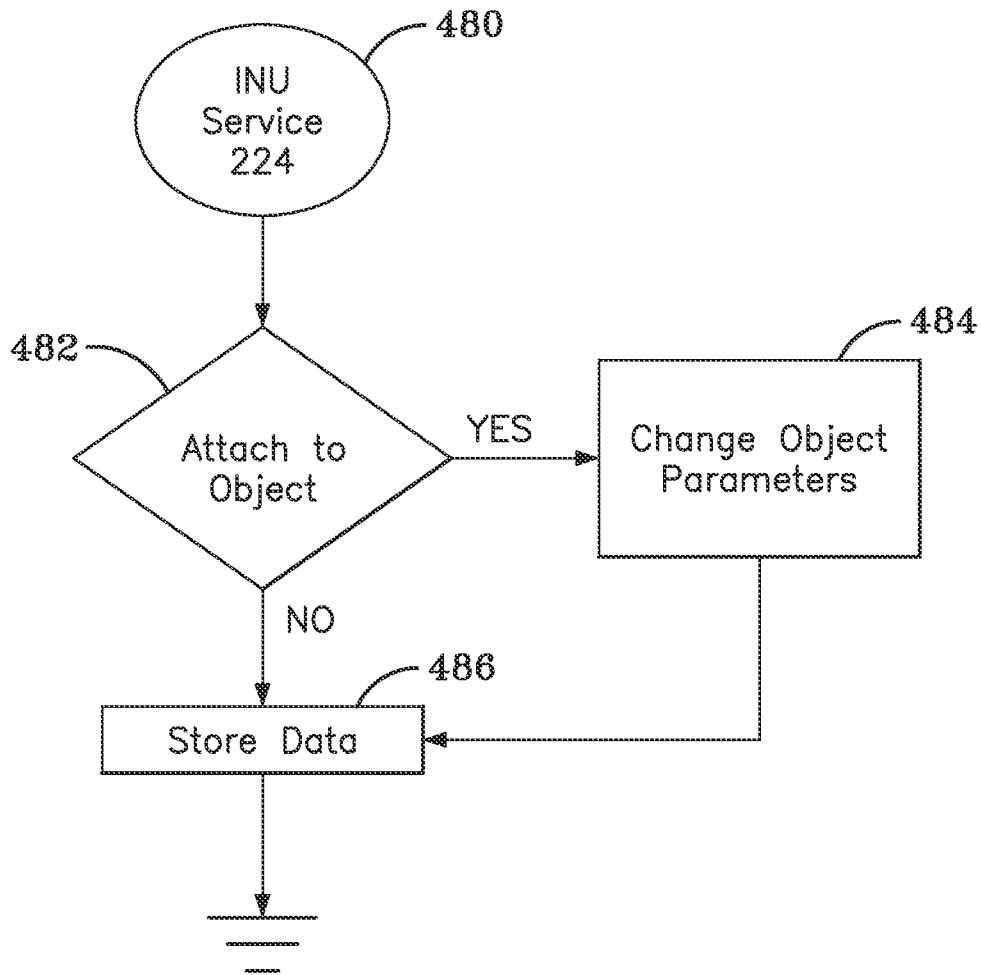 480
INU
Service
224
482
Attach to
Object
YES
484
Change Object
Parameters
NO
486
Store Data